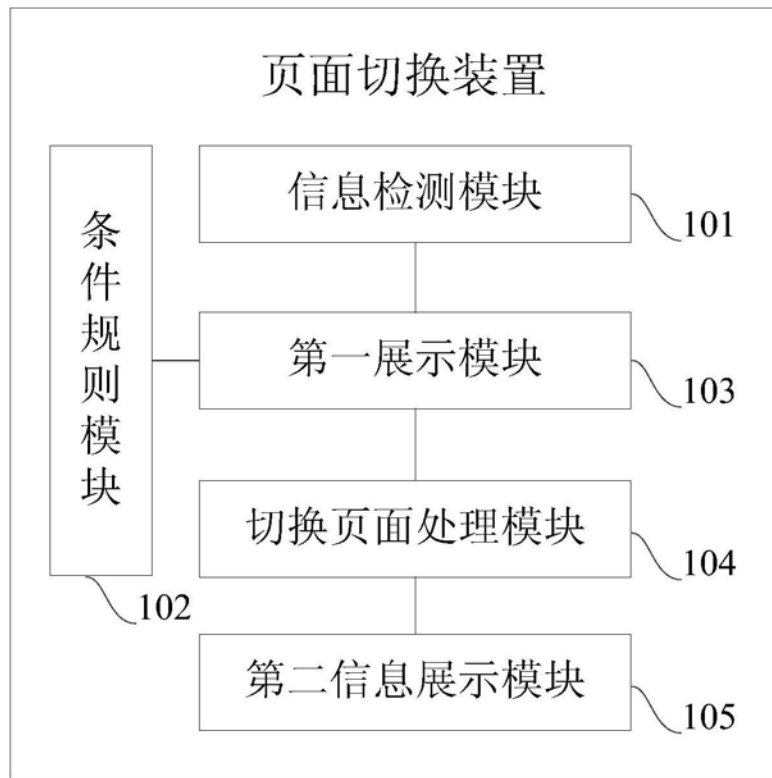 页面切换装置
信息检测模块
101
条件规则模块
102
第一展示模块
103
切换页面处理模块
104
第二信息展示模块
105